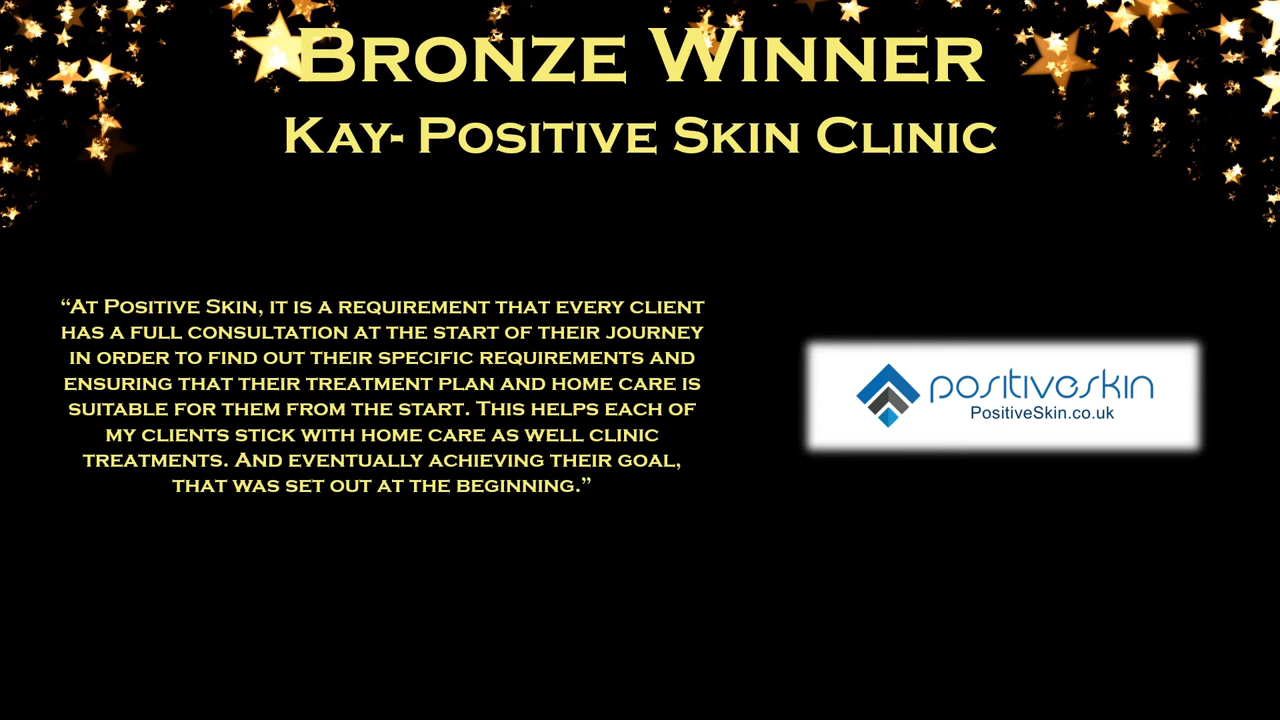 Bronze Winner
Kay- Positive Skin Clinic
“At Positive Skin, it is a requirement that every client
has a full consultation at the start of their journey
in order to find out their specific requirements and
ensuring that their treatment plan and home care is
suitable for them from the start. This helps each of
my clients stick with home care as well clinic
treatments. And eventually achieving their goal,
that was set out at the beginning.”
positiveskin
PositiveSkin.co.uk